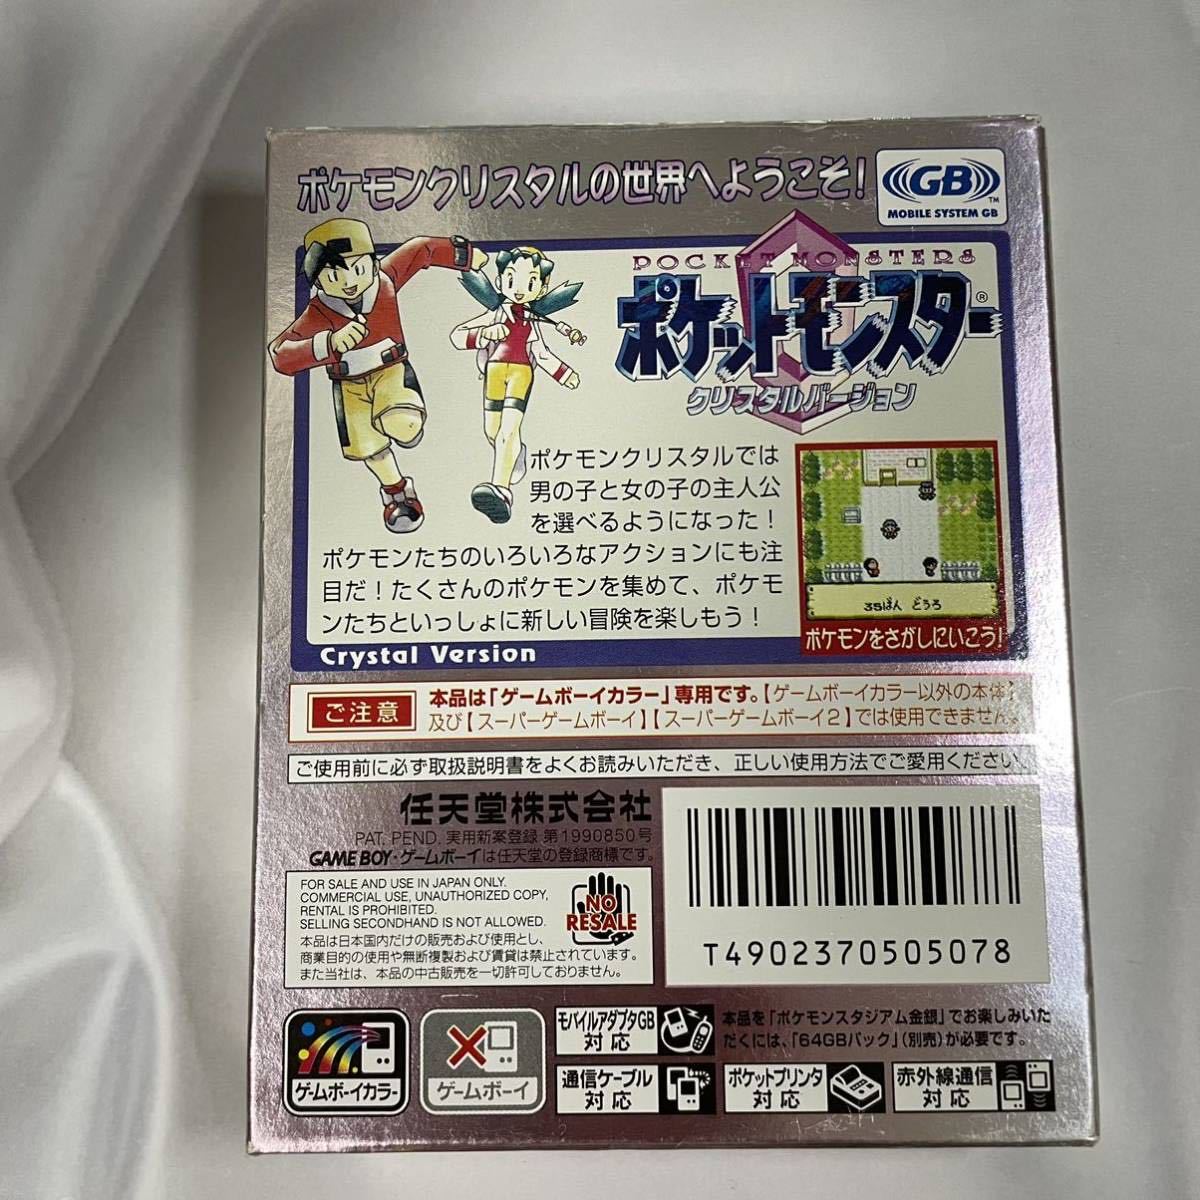 ポケモンクリスタルの世界へようこそ!
GB
TM
MOBILE SYSTEM GB
POCKET MONSTERS
ポケットモンスター®
クリスタルバージョン
ポケモンクリスタルでは
男の子と女の子の主人公
を選べるようになった!
ポケモンたちのいろいろなアクションにも注
目だ!たくさんのポケモンを集めて、ポケモ
ンたちといっしょに新しい冒険を楽しもう!
35ばん どうろ
ポケモンをさがしにいこう!
Crystal Version
ご注意
本品は「ゲームボーイカラー」専用です。【ゲームボーイカラー以外の本体】
及び【スーパーゲームボーイ】【スーパーゲームボーイ2】では使用できません。
ご使用前に必ず取扱説明書をよくお読みいただき、正しい使用方法でご愛用ください。
任天堂株式会社
PAT. PEND. 実用新案登録 第1990850号
GAME BOY・ゲームボーイは任天堂の登録商標です。
FOR SALE AND USE IN JAPAN ONLY.
COMMERCIAL USE, UNAUTHORIZED COPY,
RENTAL IS PROHIBITED.
SELLING SECONDHAND IS NOT ALLOWED.
本品は日本国内だけの販売および使用とし、
商業目的の使用や無断複製および賃貸は禁止されています。
また当社は、本品の中古販売を一切許可しておりません。
NO
RESALE
T4902370505078
ゲームボーイカラー
ゲームボーイ
モバイルアダプタGB
対応
本品を「ポケモンスタジアム金銀」でお楽しみいた
だくには、「64GBパック」(別売)が必要です。
通信ケーブル
対応
ポケットプリンタ
対応
赤外線通信
対応